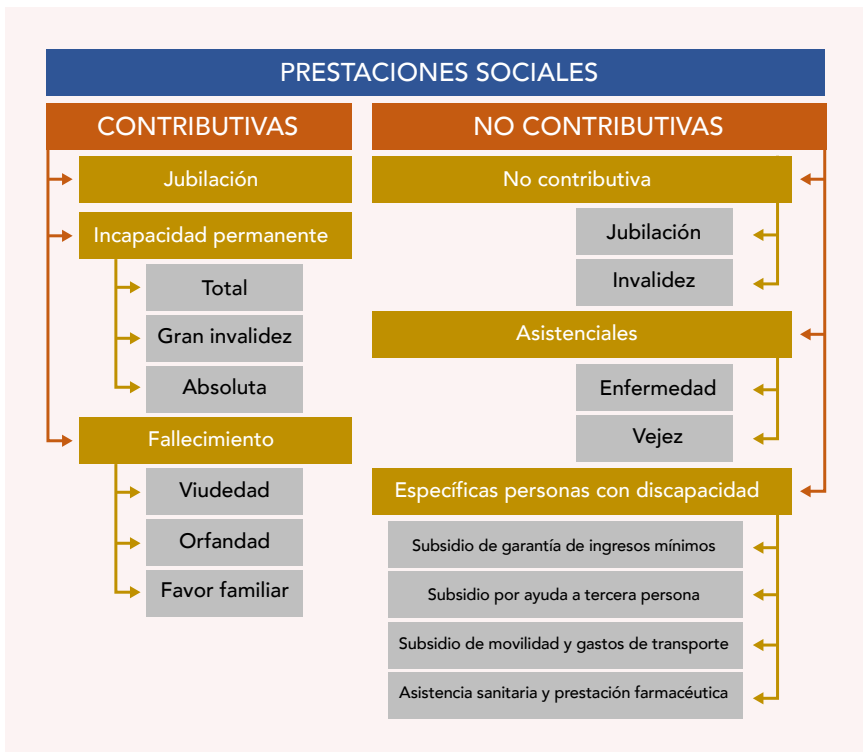 PRESTACIONES SOCIALES
CONTRIBUTIVAS
Jubilación
Incapacidad permanente
Total
Gran invalidez
Absoluta
Fallecimiento
Viudedad
Orfandad
Favor familiar
NO CONTRIBUTIVAS
No contributiva
Jubilación
Invalidez
Asistenciales
Enfermedad
Vejez
Específicas personas con discapacidad
Subsidio de garantía de ingresos mínimos
Subsidio por ayuda a tercera persona
Subsidio de movilidad y gastos de transporte
Asistencia sanitaria y prestación farmacéutica